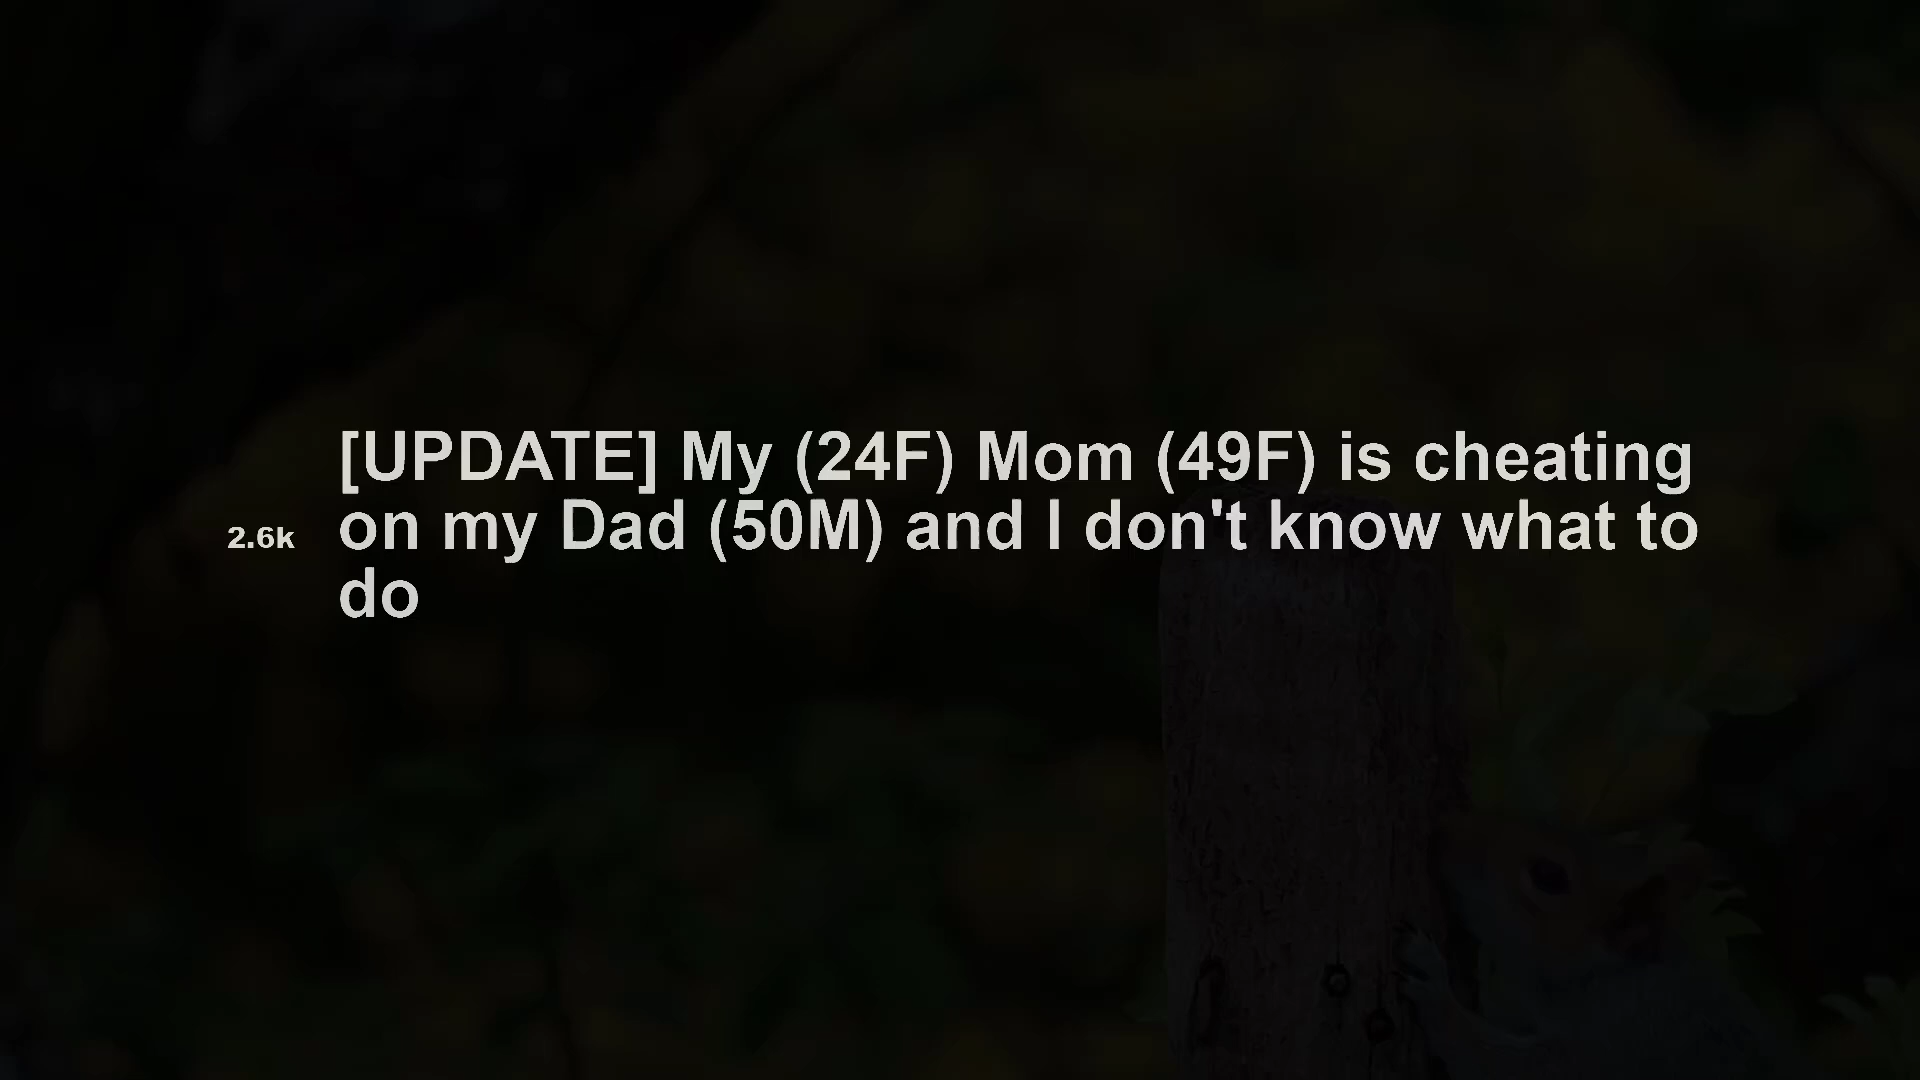 [UPDATE] My (24F) Mom (49F) is cheating
2.6k on my Dad (50M) and I don't know what to
do